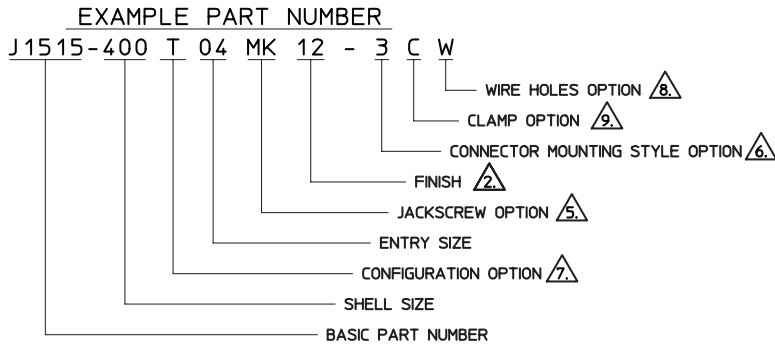 EXAMPLE PART NUMBER
J1515-400 T 04 MK 12 - 3 C W
WIRE HOLES OPTION 8.
CLAMP OPTION 9.
CONNECTOR MOUNTING STYLE OPTION 6.
FINISH 2.
JACKSCREW OPTION 5.
ENTRY SIZE
CONFIGURATION OPTION 7.
SHELL SIZE
BASIC PART NUMBER